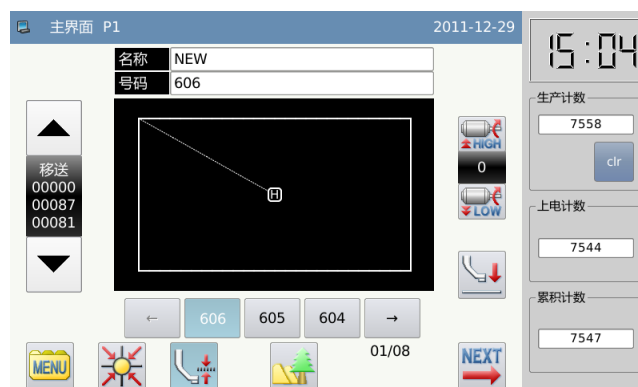 主界面 P1
2011-12-29
名称 NEW
号码 606
15:04
生产计数
7558
clr
上电计数
7544
累积计数
7547
移送
00000
00087
00081
H
HIGH
0
LOW
← 606 605 604 →
01/08
MENU
NEXT